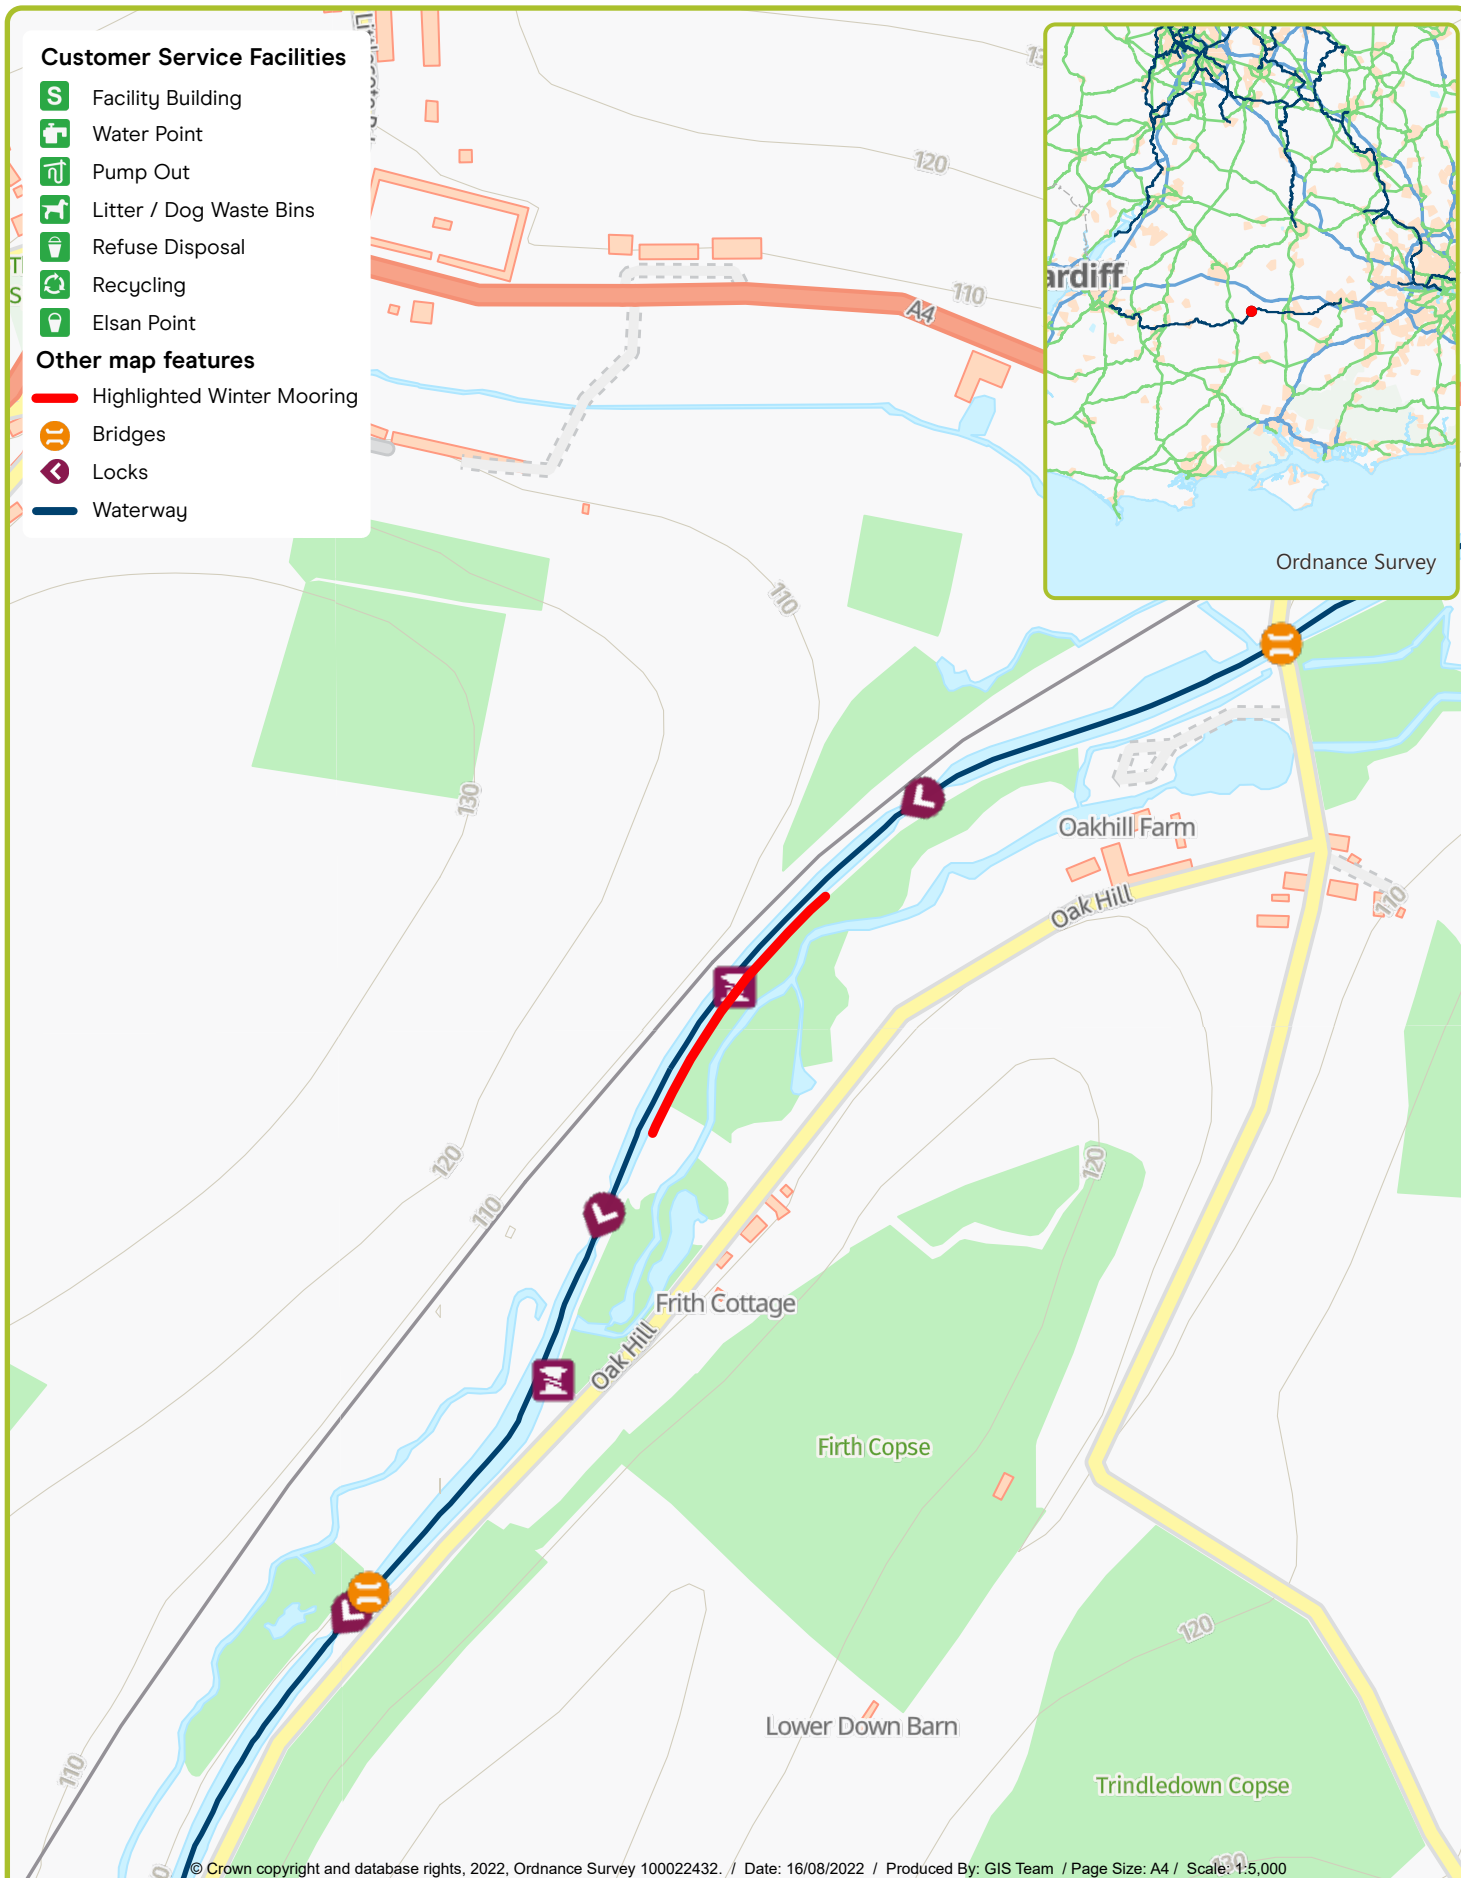 Customer Service Facilities
S Facility Building
Water Point
Pump Out
Litter / Dog Waste Bins
Refuse Disposal
Recycling
Elsan Point
Other map features
Highlighted Winter Mooring
Bridges
Locks
Waterway
ardiff
Ordnance Survey
120
110
A4
110
130
Oakhill Farm
Oak Hill
110
120
110
120
Frith Cottage
Oak Hill
Firth Copse
120
Lower Down Barn
110
Trindledown Copse
130
© Crown copyright and database rights, 2022, Ordnance Survey 100022432. / Date: 16/08/2022 / Produced By: GIS Team / Page Size: A4 / Scale: 1:5,000